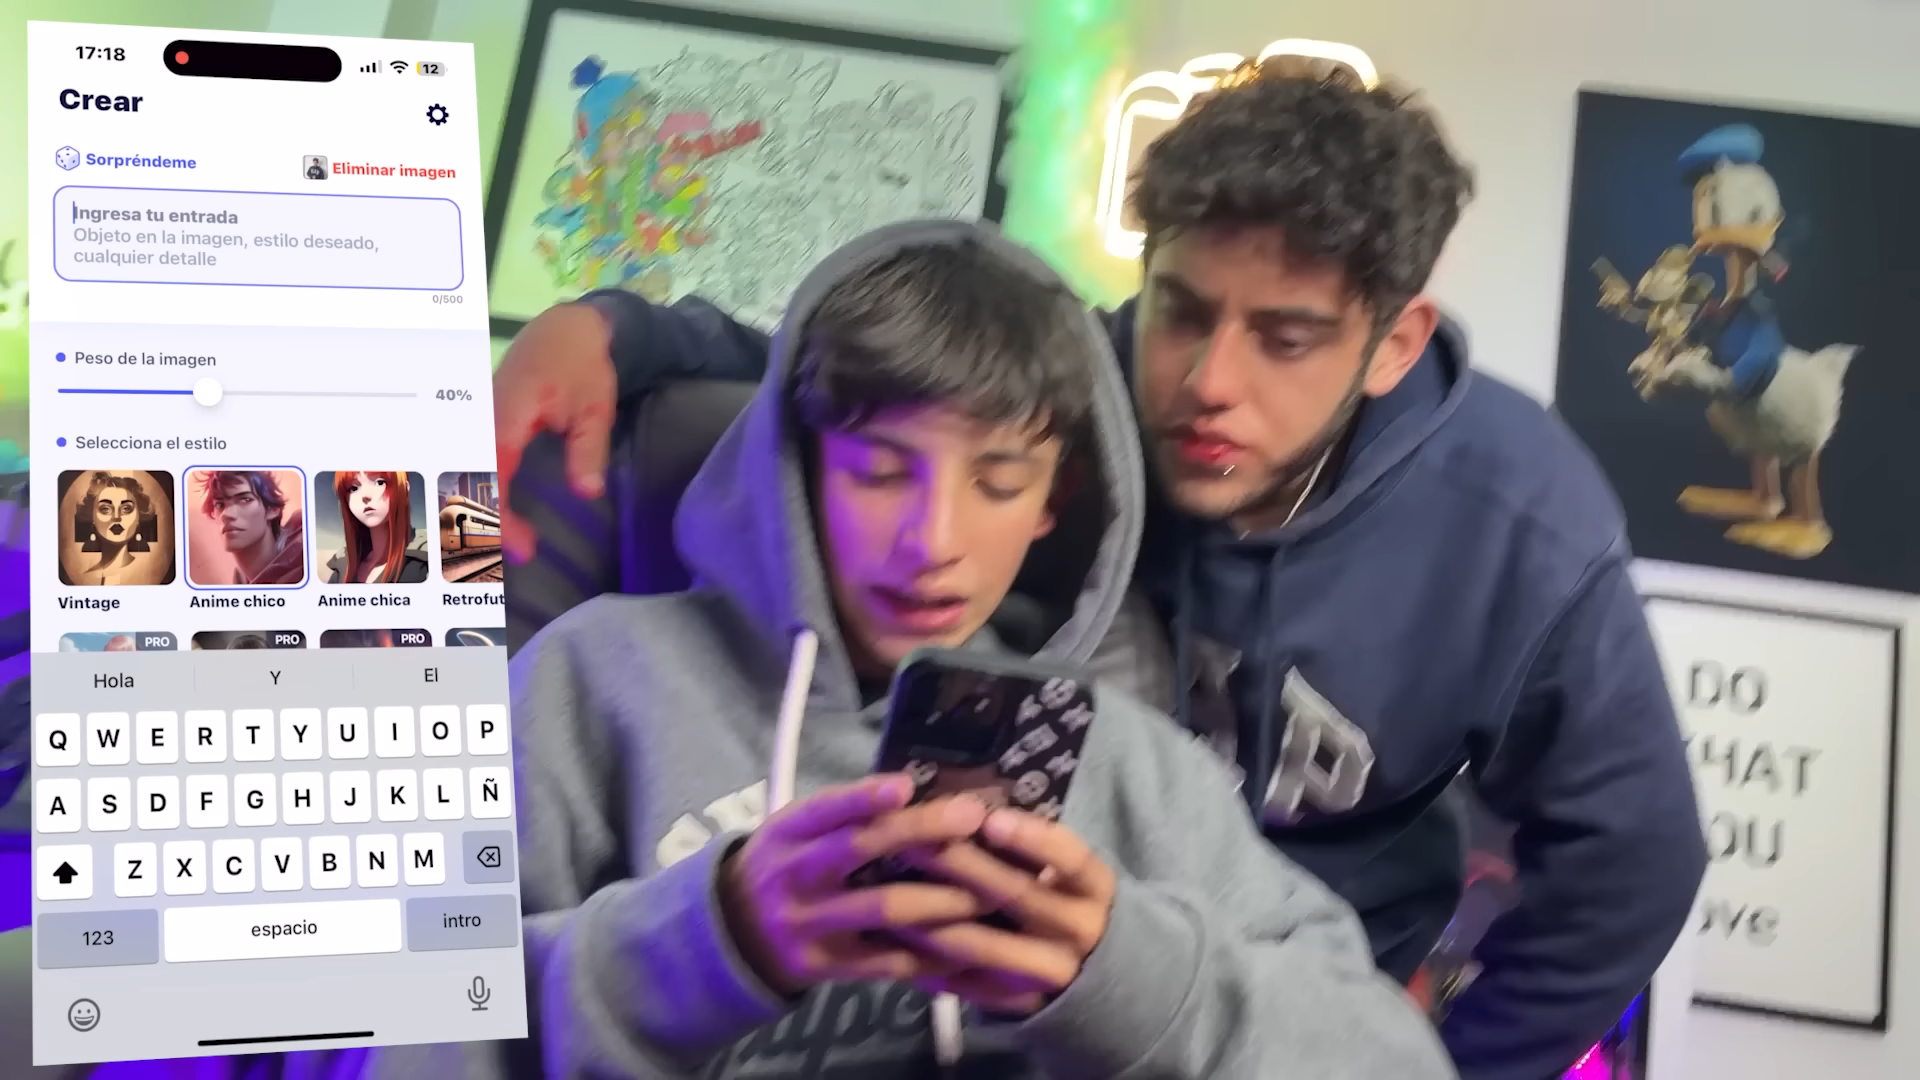 17:18
12
Crear
Sorpréndeme
Eliminar imagen
Ingresa tu entrada
Objeto en la imagen, estilo deseado,
cualquier detalle
0/500
Peso de la imagen
40%
Selecciona el estilo
Vintage
Anime chico
Anime chica
Retrofut
PRO
PRO
PRO
Hola
Y
El
Q W E R T Y U I O P
A S D F G H J K L Ñ
Z X C V B N M
123
espacio
intro
P
DO
HAT
OU
ove